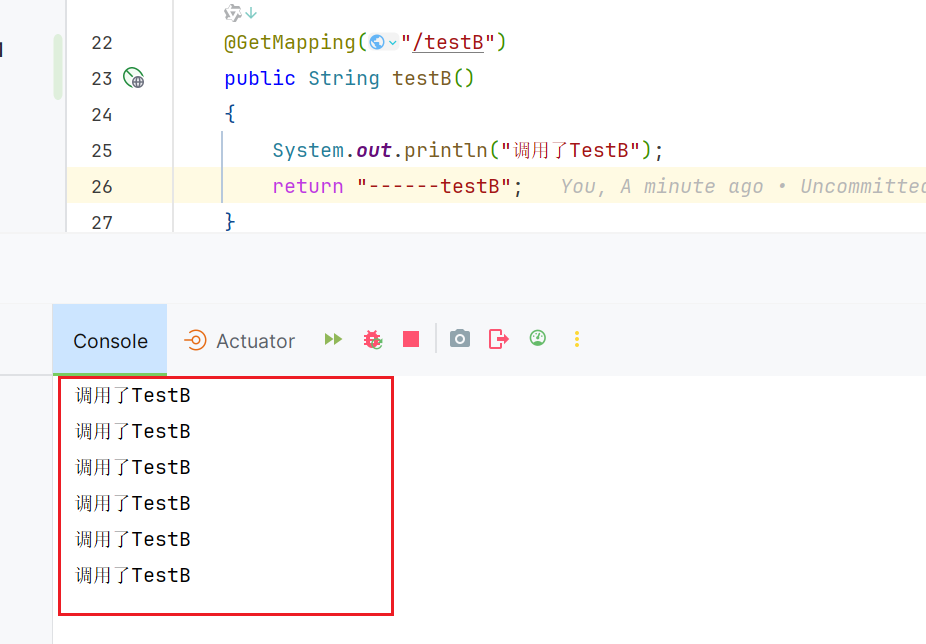 22 @GetMapping("/testB")
23 public String testB()
24 {
25 System.out.println("调用了TestB");
26 return "------testB"; You, A minute ago • Uncommitted
27 }
Console Actuator
调用了TestB
调用了TestB
调用了TestB
调用了TestB
调用了TestB
调用了TestB